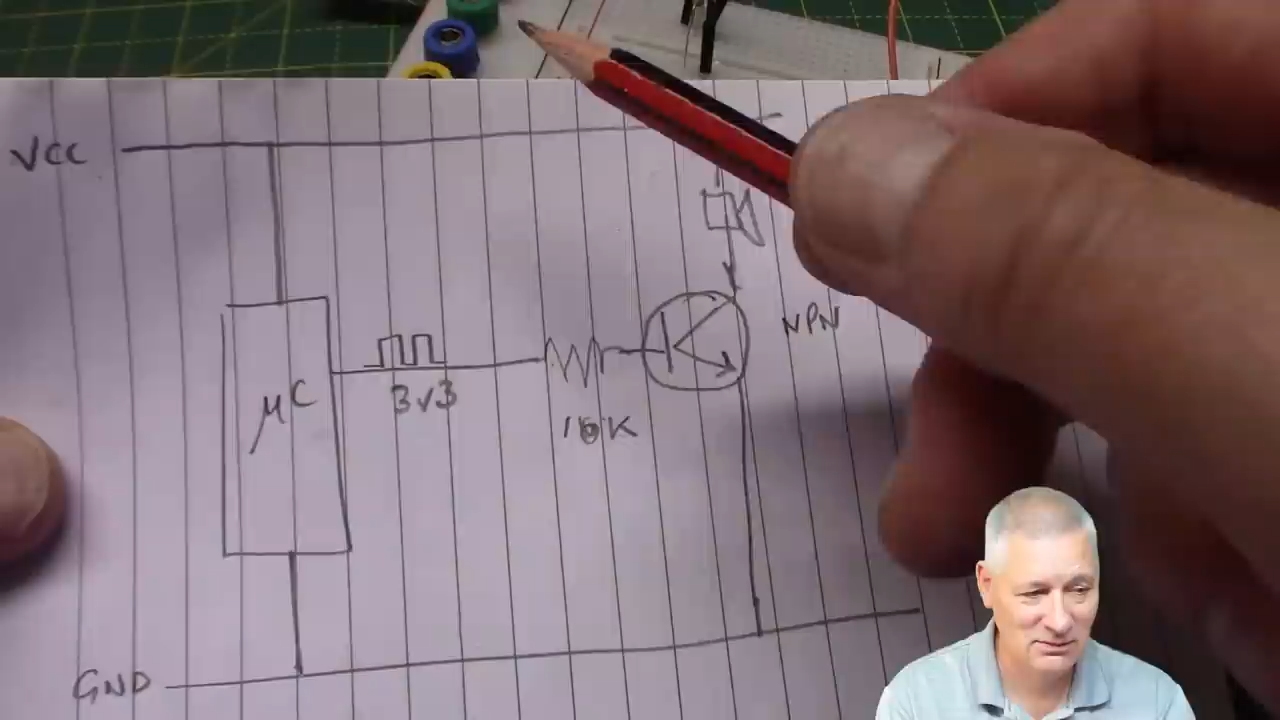 VCC
NPN
μC
3v3
10K
GND